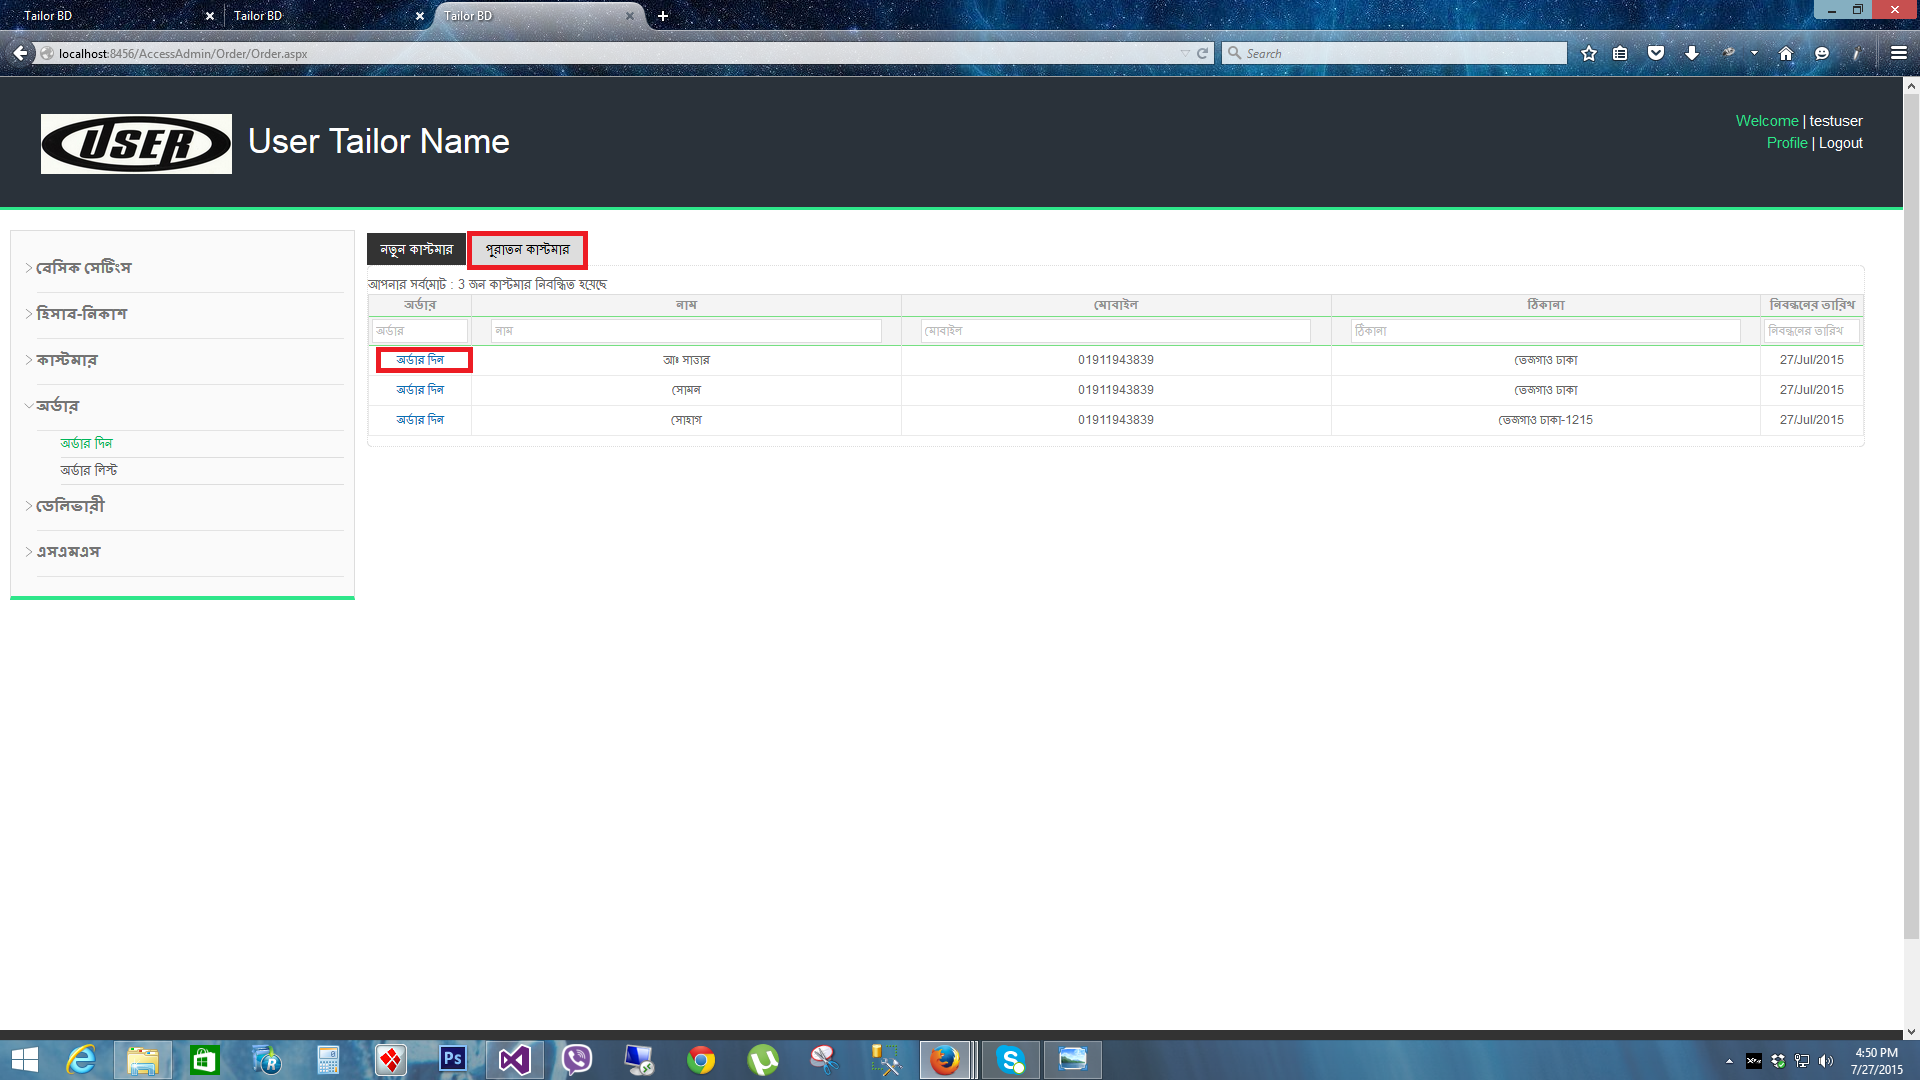 Tailor BD
Tailor BD
Tailor BD
localhost:8456/AccessAdmin/Order/Order.aspx
Search
USER
User Tailor Name
Welcome | testuser
Profile | Logout
বেসিক সেটিংস
হিসাব-নিকাশ
কাস্টমার
অর্ডার
অর্ডার দিন
অর্ডার লিস্ট
ডেলিভারী
এসএমএস
নতুন কাস্টমার
পুরাতন কাস্টমার
আপনার সর্বমোট : 3 জন কাস্টমার নিবন্ধিত হয়েছে
অর্ডার নাম মোবাইল ঠিকানা নিবন্ধনের তারিখ
অর্ডার নাম মোবাইল ঠিকানা নিবন্ধনের তারিখ
অর্ডার দিন আঃ সাত্তার 01911943839 তেজগাও ঢাকা 27/Jul/2015
অর্ডার দিন সোমন 01911943839 তেজগাও ঢাকা 27/Jul/2015
অর্ডার দিন সোহাগ 01911943839 তেজগাও ঢাকা-1215 27/Jul/2015
Ps
4:50 PM
7/27/2015